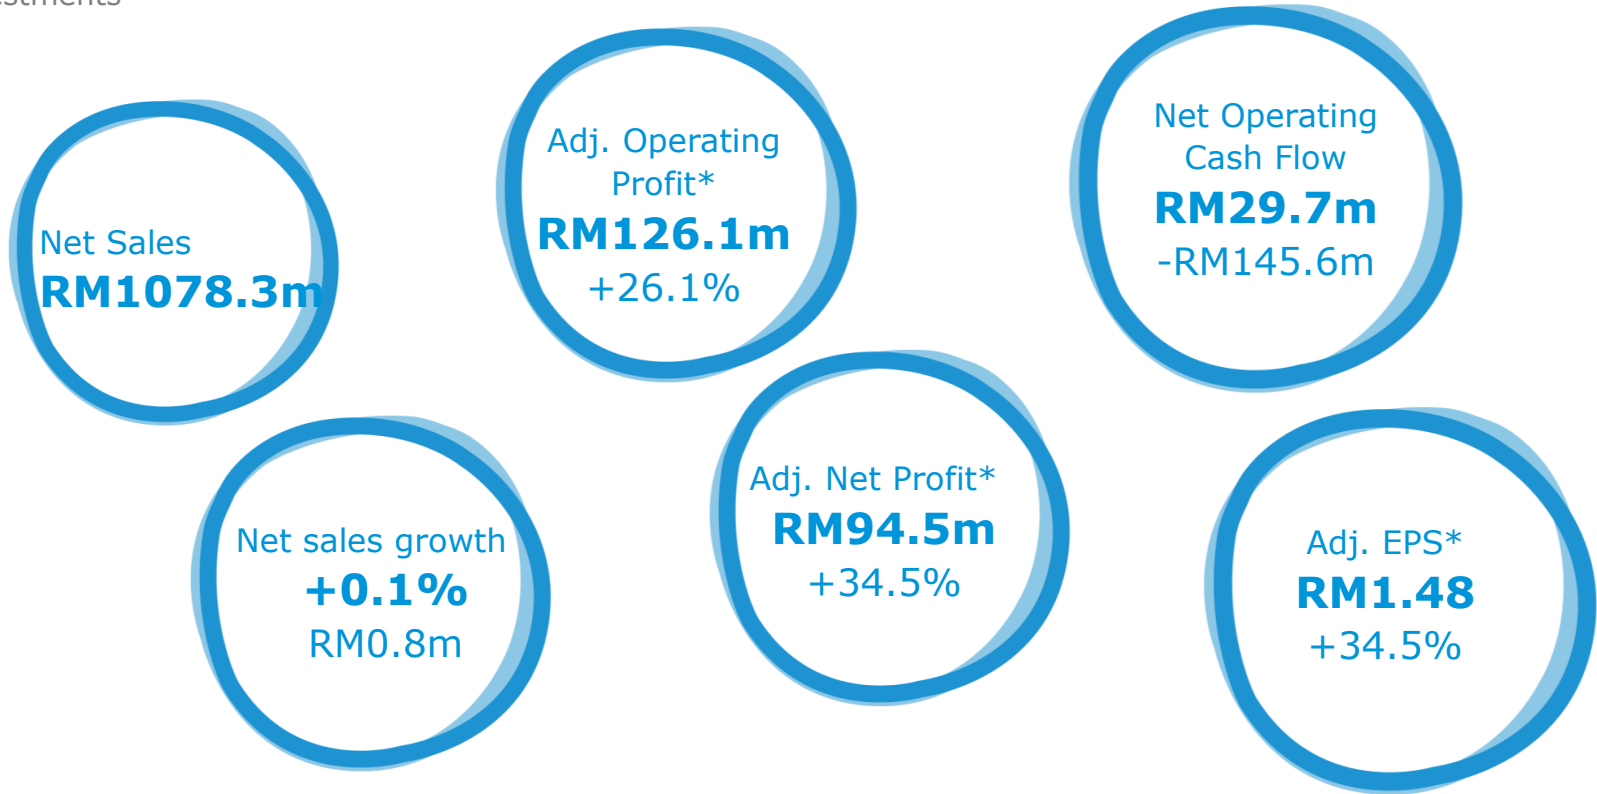 Net Sales
RM1078.3m
Net sales growth
+0.1%
RM0.8m
Adj. Operating
Profit*
RM126.1m
+26.1%
Adj. Net Profit*
RM94.5m
+34.5%
Net Operating
Cash Flow
RM29.7m
-RM145.6m
Adj. EPS*
RM1.48
+34.5%